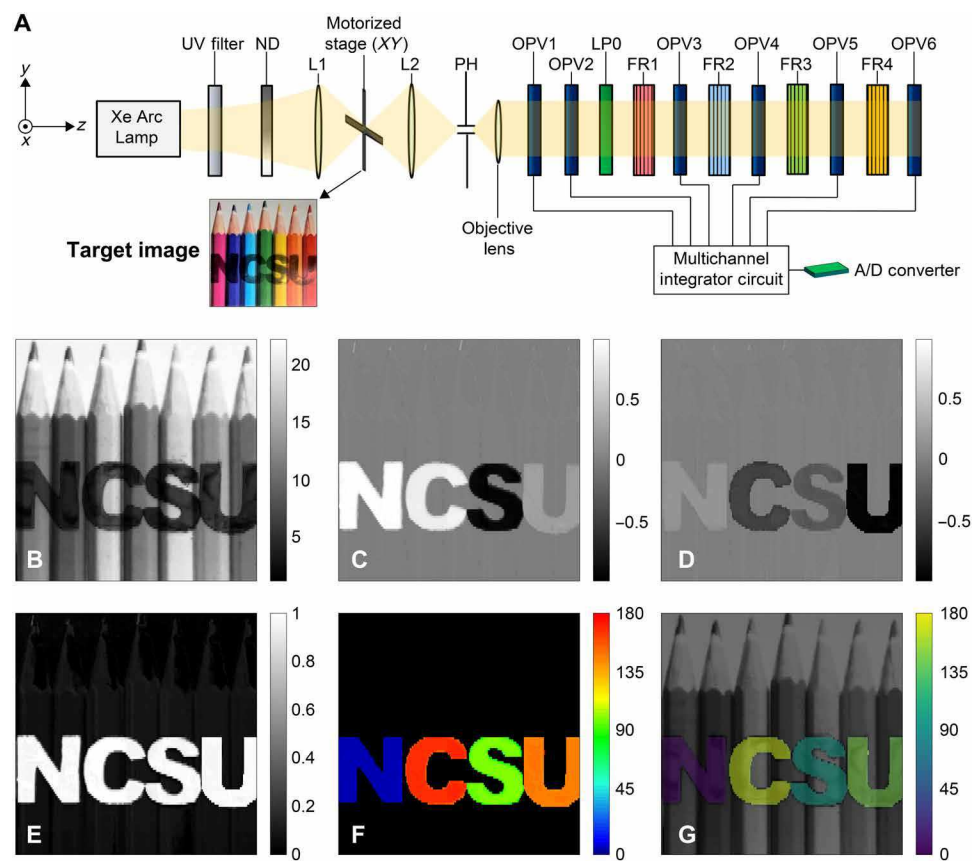 A
UV filter
ND
L1
Motorized
stage (XY)
L2
PH
OPV1
OPV2
LP0
FR1
OPV3
FR2
OPV4
FR3
OPV5
FR4
OPV6
y
z
x
Xe Arc
Lamp
Objective
lens
Target image
NCSU
Multichannel
integrator circuit
A/D converter
NCSU
B
20
15
10
5
NCSU
C
0.5
0
−0.5
NCSU
D
0.5
0
−0.5
NCSU
E
1
0.8
0.6
0.4
0.2
0
NCSU
F
180
135
90
45
0
NCSU
G
180
135
90
45
0